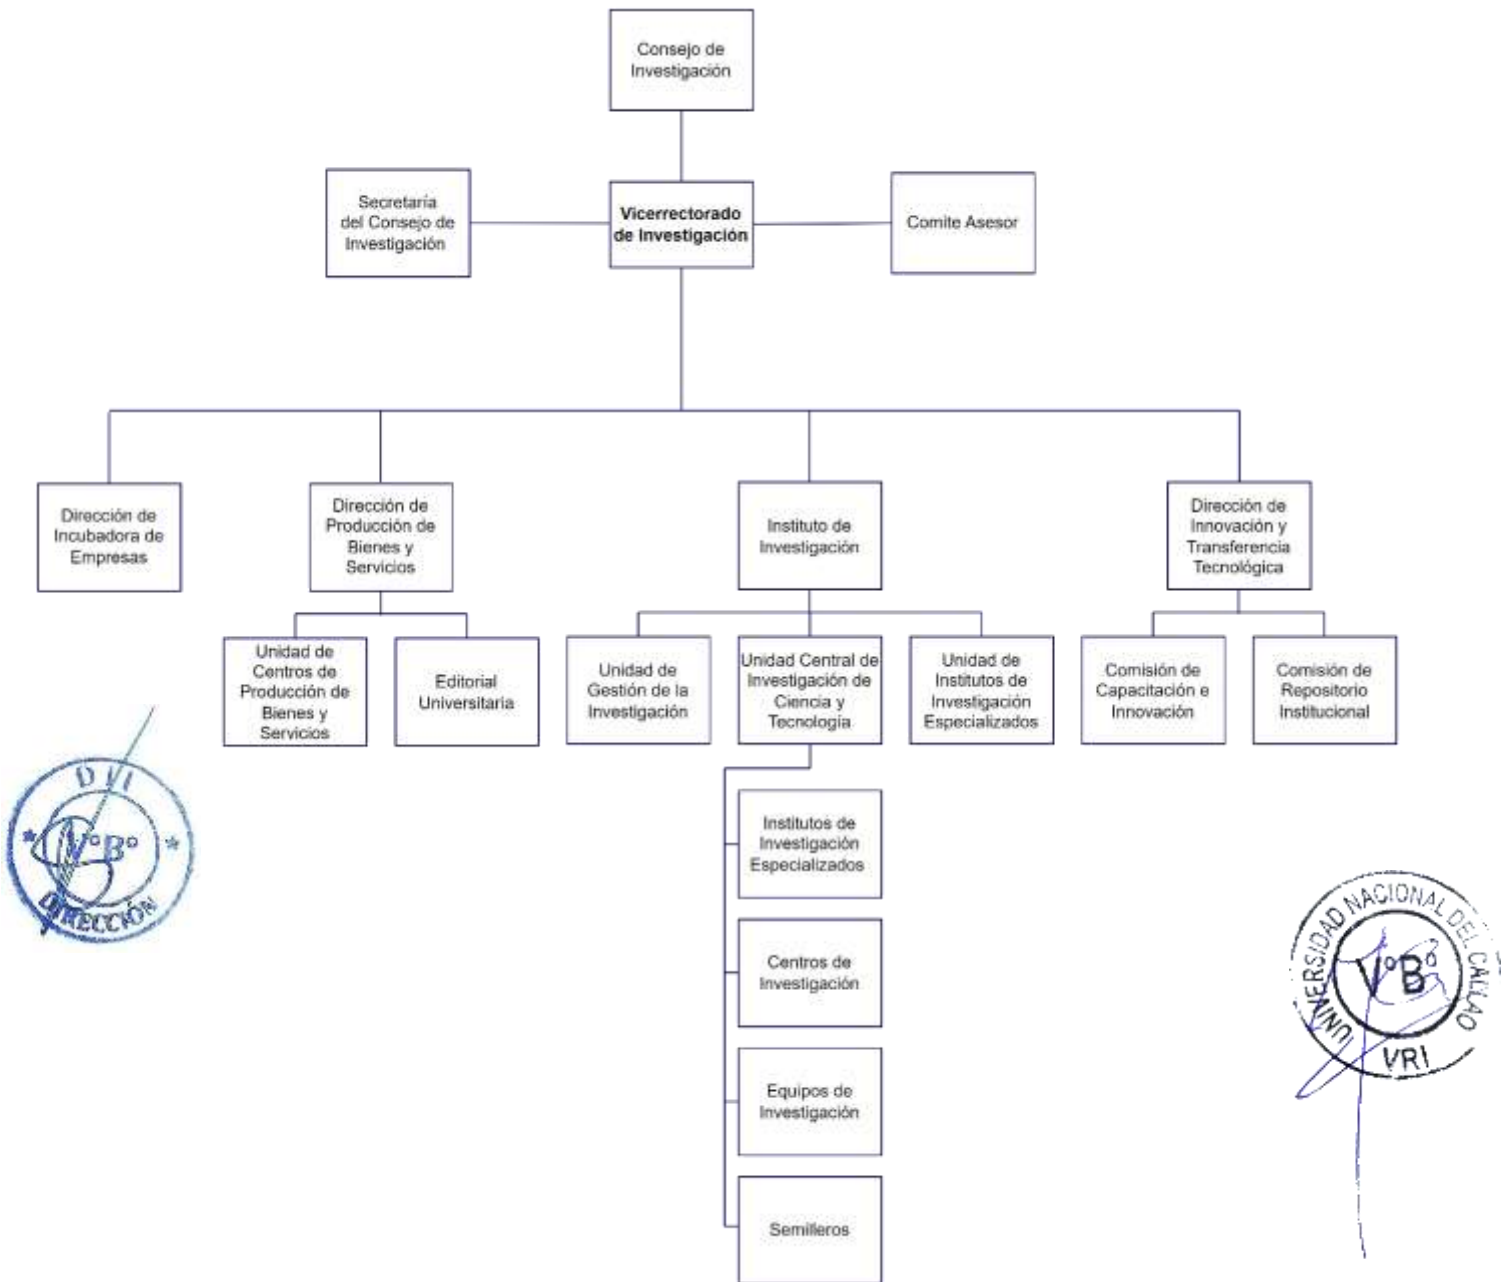 Consejo de
Investigación
Secretaría
del Consejo de
Investigación
Vicerrectorado
de Investigación
Comite Asesor
Dirección de
Incubadora de
Empresas
Dirección de
Producción de
Bienes y
Servicios
Instituto de
Investigación
Dirección de
Innovación y
Transferencia
Tecnológica
Unidad de
Centros de
Producción de
Bienes y
Servicios
Editorial
Universitaria
Unidad de
Gestión de la
Investigación
Unidad Central de
Investigación de
Ciencia y
Tecnología
Unidad de
Institutos de
Investigación
Especializados
Comisión de
Capacitación e
Innovación
Comisión de
Repositorio
Institucional
Institutos de
Investigación
Especializados
Centros de
Investigación
Equipos de
Investigación
Semilleros
V°B°
DIRECCIÓN
UNIVERSIDAD NACIONAL DEL CALLAO
V°B°
VRI